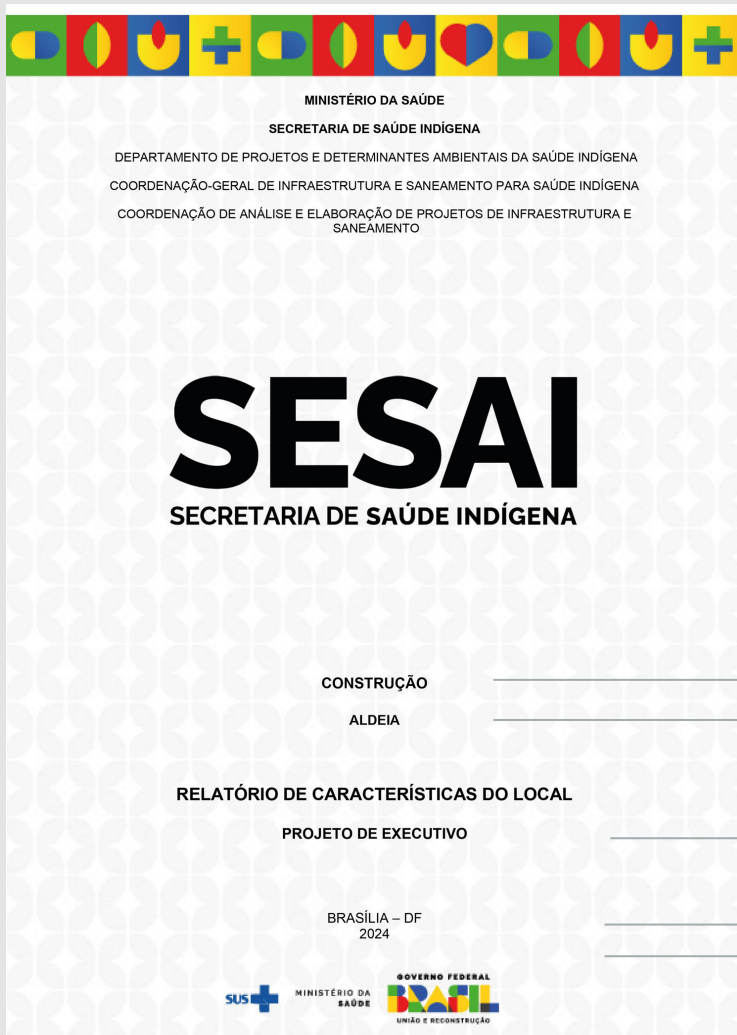 MINISTÉRIO DA SAÚDE
SECRETARIA DE SAÚDE INDÍGENA
DEPARTAMENTO DE PROJETOS E DETERMINANTES AMBIENTAIS DA SAÚDE INDÍGENA
COORDENAÇÃO-GERAL DE INFRAESTRUTURA E SANEAMENTO PARA SAÚDE INDÍGENA
COORDENAÇÃO DE ANÁLISE E ELABORAÇÃO DE PROJETOS DE INFRAESTRUTURA E
SANEAMENTO
SESAI
SECRETARIA DE SAÚDE INDÍGENA
CONSTRUÇÃO
ALDEIA
RELATÓRIO DE CARACTERÍSTICAS DO LOCAL
PROJETO DE EXECUTIVO
BRASÍLIA – DF
2024
SUS
MINISTÉRIO DA
SAÚDE
GOVERNO FEDERAL
BRASIL
UNIÃO E RECONSTRUÇÃO